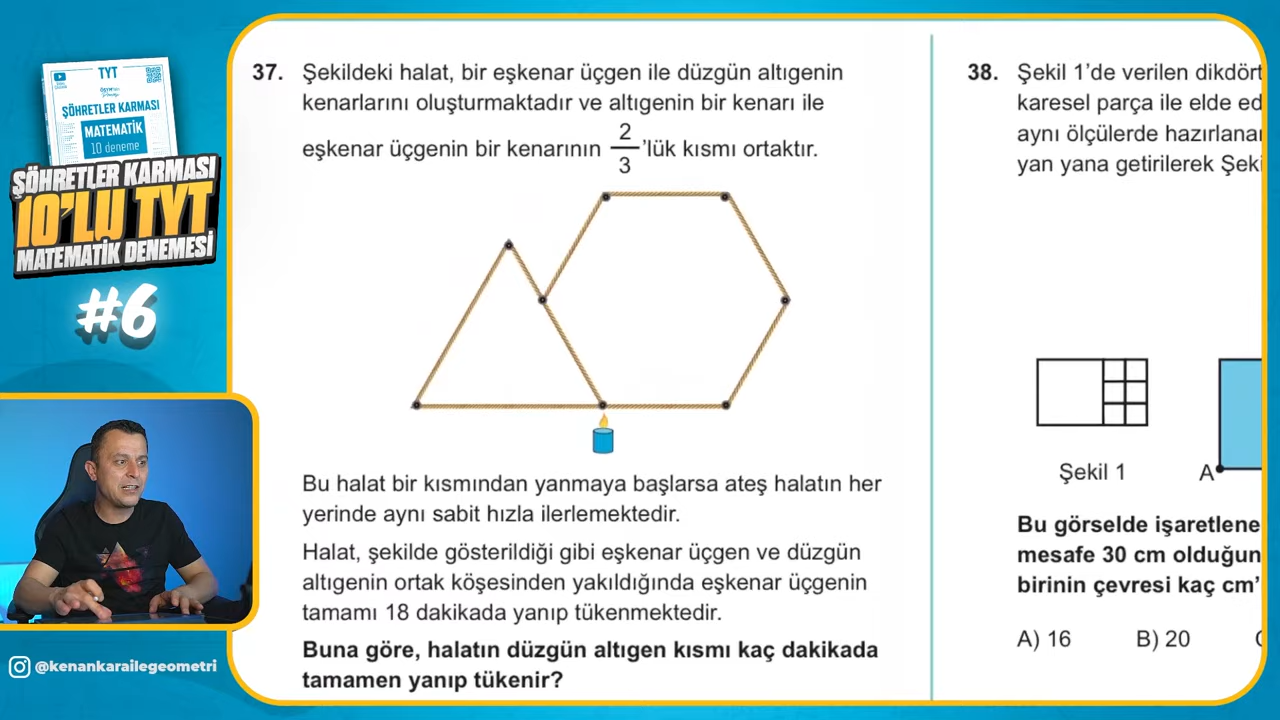 TYT
ŞÖHRETLER KARMASI
MATEMATİK
10 deneme
ŞÖHRETLER KARMASI
10'LU TYT
MATEMATİK DENEMESİ
#6
@kenankarailegeometri
37. Şekildeki halat, bir eşkenar üçgen ile düzgün altıgenin
kenarlarını oluşturmaktadır ve altıgenin bir kenarı ile
eşkenar üçgenin bir kenarının 2/3 'lük kısmı ortaktır.
Bu halat bir kısmından yanmaya başlarsa ateş halatın her
yerinde aynı sabit hızla ilerlemektedir.
Halat, şekilde gösterildiği gibi eşkenar üçgen ve düzgün
altıgenin ortak köşesinden yakıldığında eşkenar üçgenin
tamamı 18 dakikada yanıp tükenmektedir.
Buna göre, halatın düzgün altıgen kısmı kaç dakikada
tamamen yanıp tükenir?
38. Şekil 1'de verilen dikdört
karesel parça ile elde ed
aynı ölçülerde hazırlana
yan yana getirilerek Şeki
Şekil 1
A
Bu görselde işaretlene
mesafe 30 cm olduğun
birinin çevresi kaç cm'
A) 16 B) 20